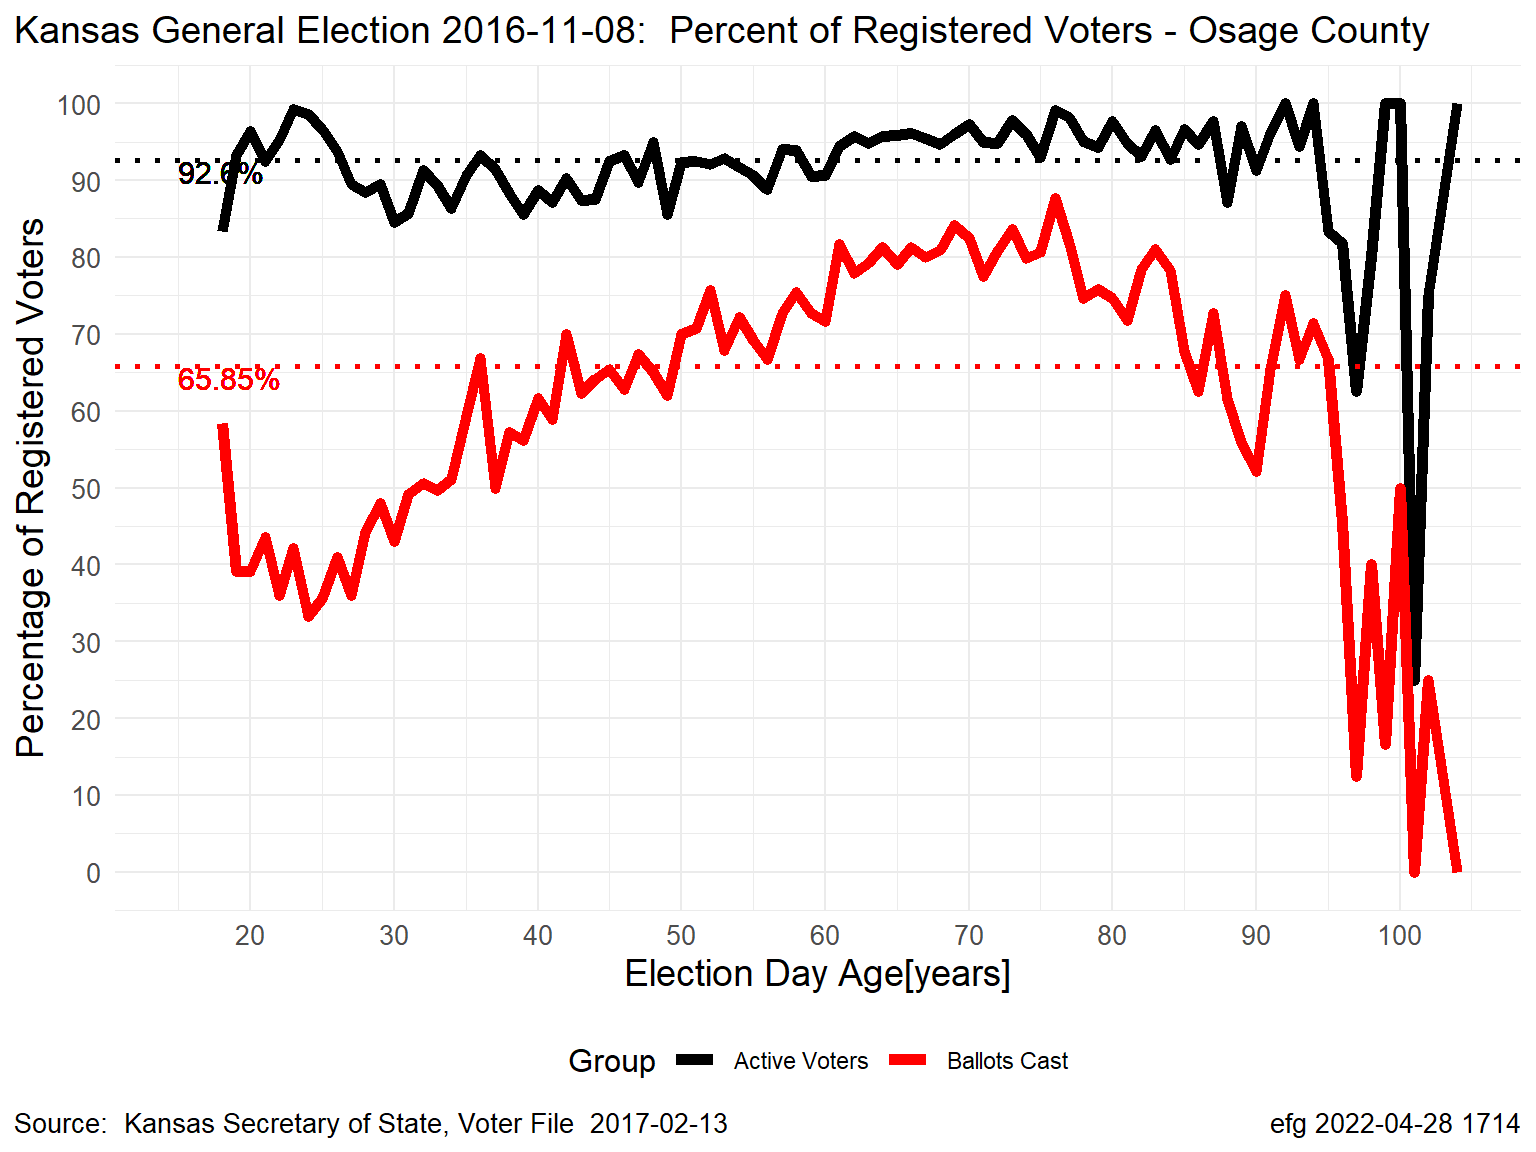 Kansas General Election 2016-11-08:  Percent of Registered Voters - Osage County
Percentage of Registered Voters
100
90
80
70
60
50
40
30
20
10
0
92.6%
65.85%
20 30 40 50 60 70 80 90 100
Election Day Age[years]
Group Active Voters Ballots Cast
Source:  Kansas Secretary of State, Voter File  2017-02-13
efg 2022-04-28 1714